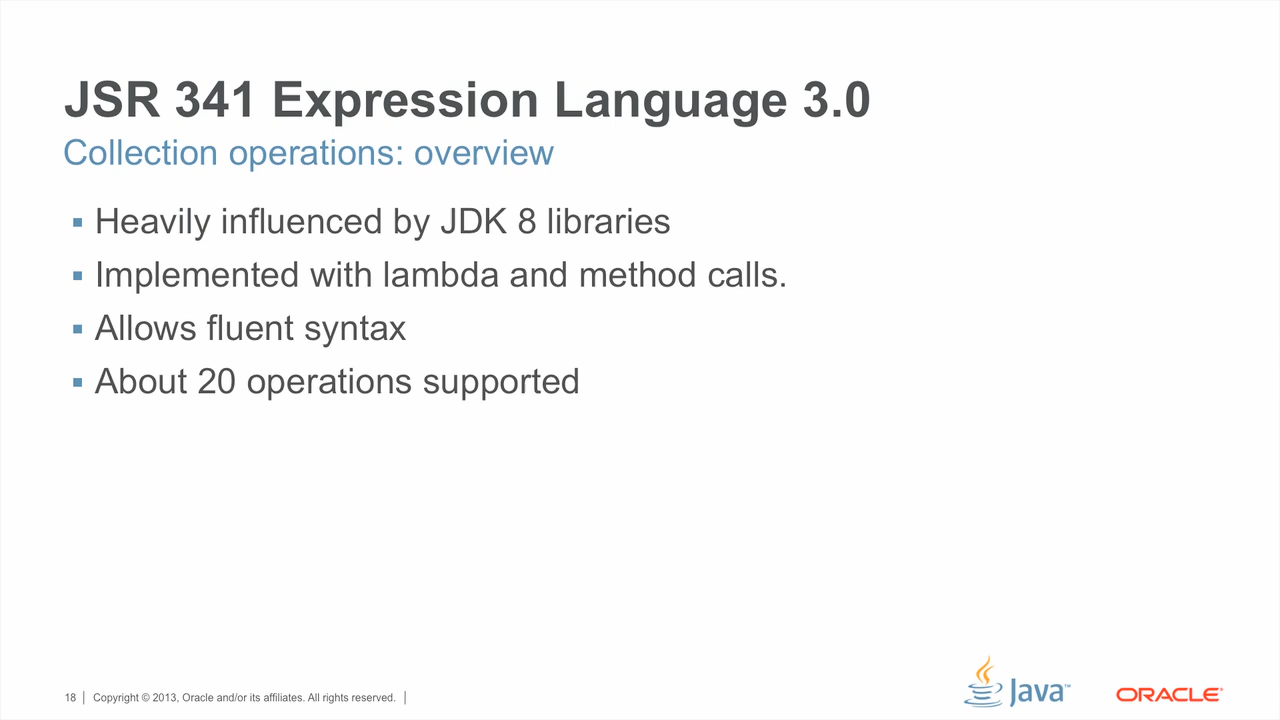 JSR 341 Expression Language 3.0
Collection operations: overview
▪ Heavily influenced by JDK 8 libraries
▪ Implemented with lambda and method calls.
▪ Allows fluent syntax
▪ About 20 operations supported
18 | Copyright © 2013, Oracle and/or its affiliates. All rights reserved. |
Java™
ORACLE®